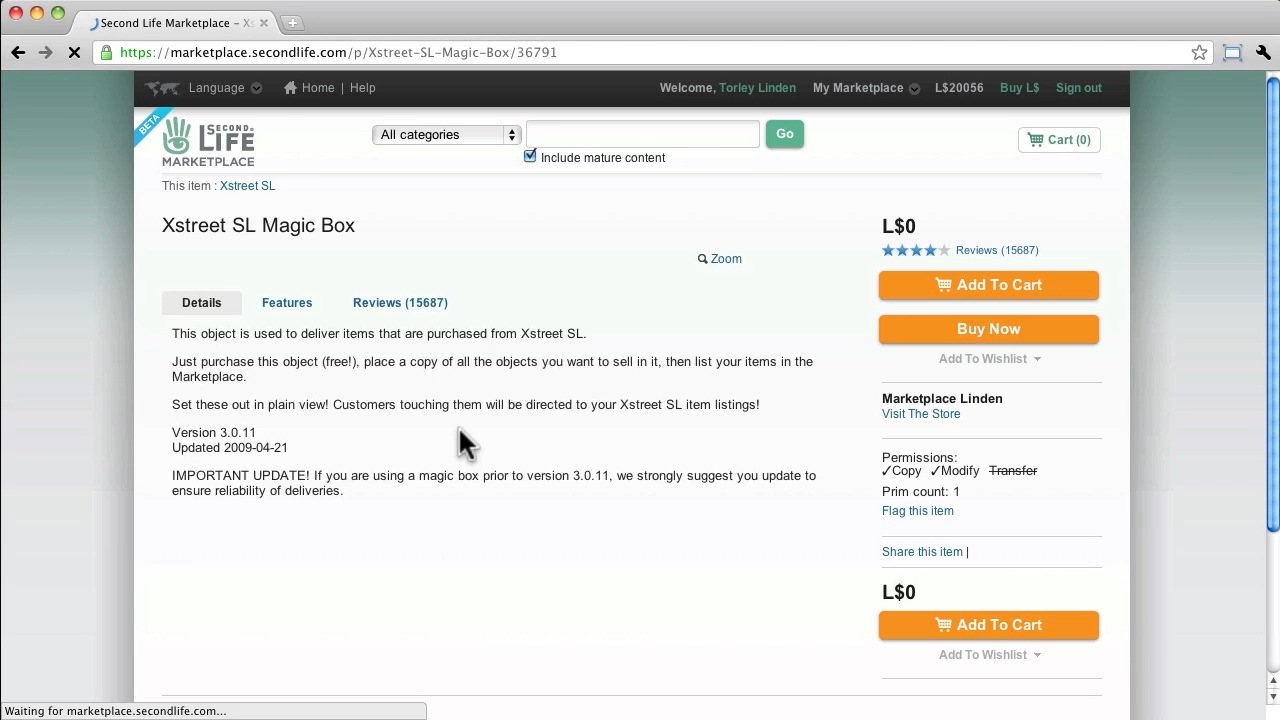 Second Life Marketplace – Xs
https://marketplace.secondlife.com/p/Xstreet-SL-Magic-Box/36791
Language Home | Help Welcome, Torley Linden My Marketplace L$20056 Buy L$ Sign out
BETA
SECOND LIFE
MARKETPLACE
All categories Go
Include mature content
Cart (0)
This item : Xstreet SL
Xstreet SL Magic Box
Zoom
Details Features Reviews (15687)
This object is used to deliver items that are purchased from Xstreet SL.
Just purchase this object (free!), place a copy of all the objects you want to sell in it, then list your items in the
Marketplace.
Set these out in plain view! Customers touching them will be directed to your Xstreet SL item listings!
Version 3.0.11
Updated 2009-04-21
IMPORTANT UPDATE! If you are using a magic box prior to version 3.0.11, we strongly suggest you update to
ensure reliability of deliveries.
L$0
Reviews (15687)
Add To Cart
Buy Now
Add To Wishlist
Marketplace Linden
Visit The Store
Permissions:
✓Copy ✓Modify Transfer
Prim count: 1
Flag this item
Share this item |
L$0
Add To Cart
Add To Wishlist
Waiting for marketplace.secondlife.com...